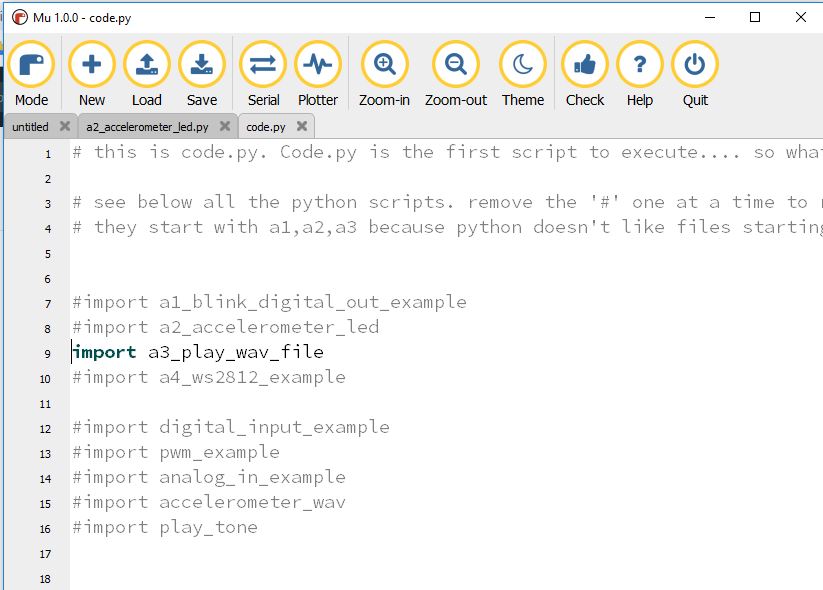 Mu 1.0.0 - code.py
Mode New Load Save Serial Plotter Zoom-in Zoom-out Theme Check Help Quit
untitled a2_accelerometer_led.py code.py
1 # this is code.py. Code.py is the first script to execute.... so wha
2
3 # see below all the python scripts. remove the '#' one at a time to
4 # they start with a1,a2,a3 because python doesn't like files starting
5
6
7 #import a1_blink_digital_out_example
8 #import a2_accelerometer_led
9 import a3_play_wav_file
10 #import a4_ws2812_example
11
12 #import digital_input_example
13 #import pwm_example
14 #import analog_in_example
15 #import accelerometer_wav
16 #import play_tone
17
18